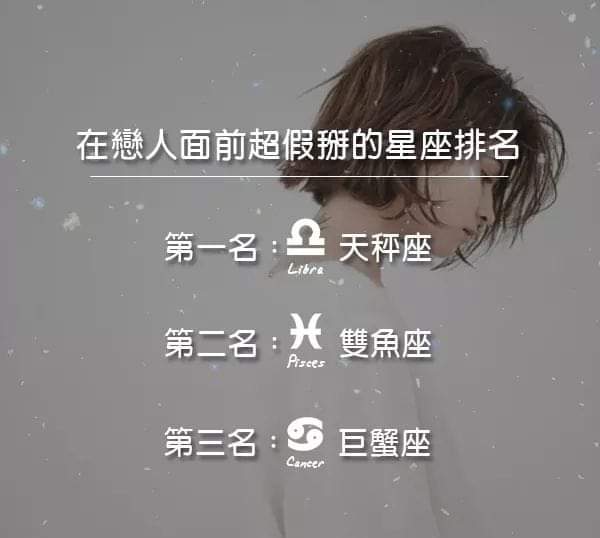 在戀人面前超假掰的星座排名
第一名：♎ 天秤座
Libra
第二名：♓ 雙魚座
Pisces
第三名：♋ 巨蟹座
Cancer